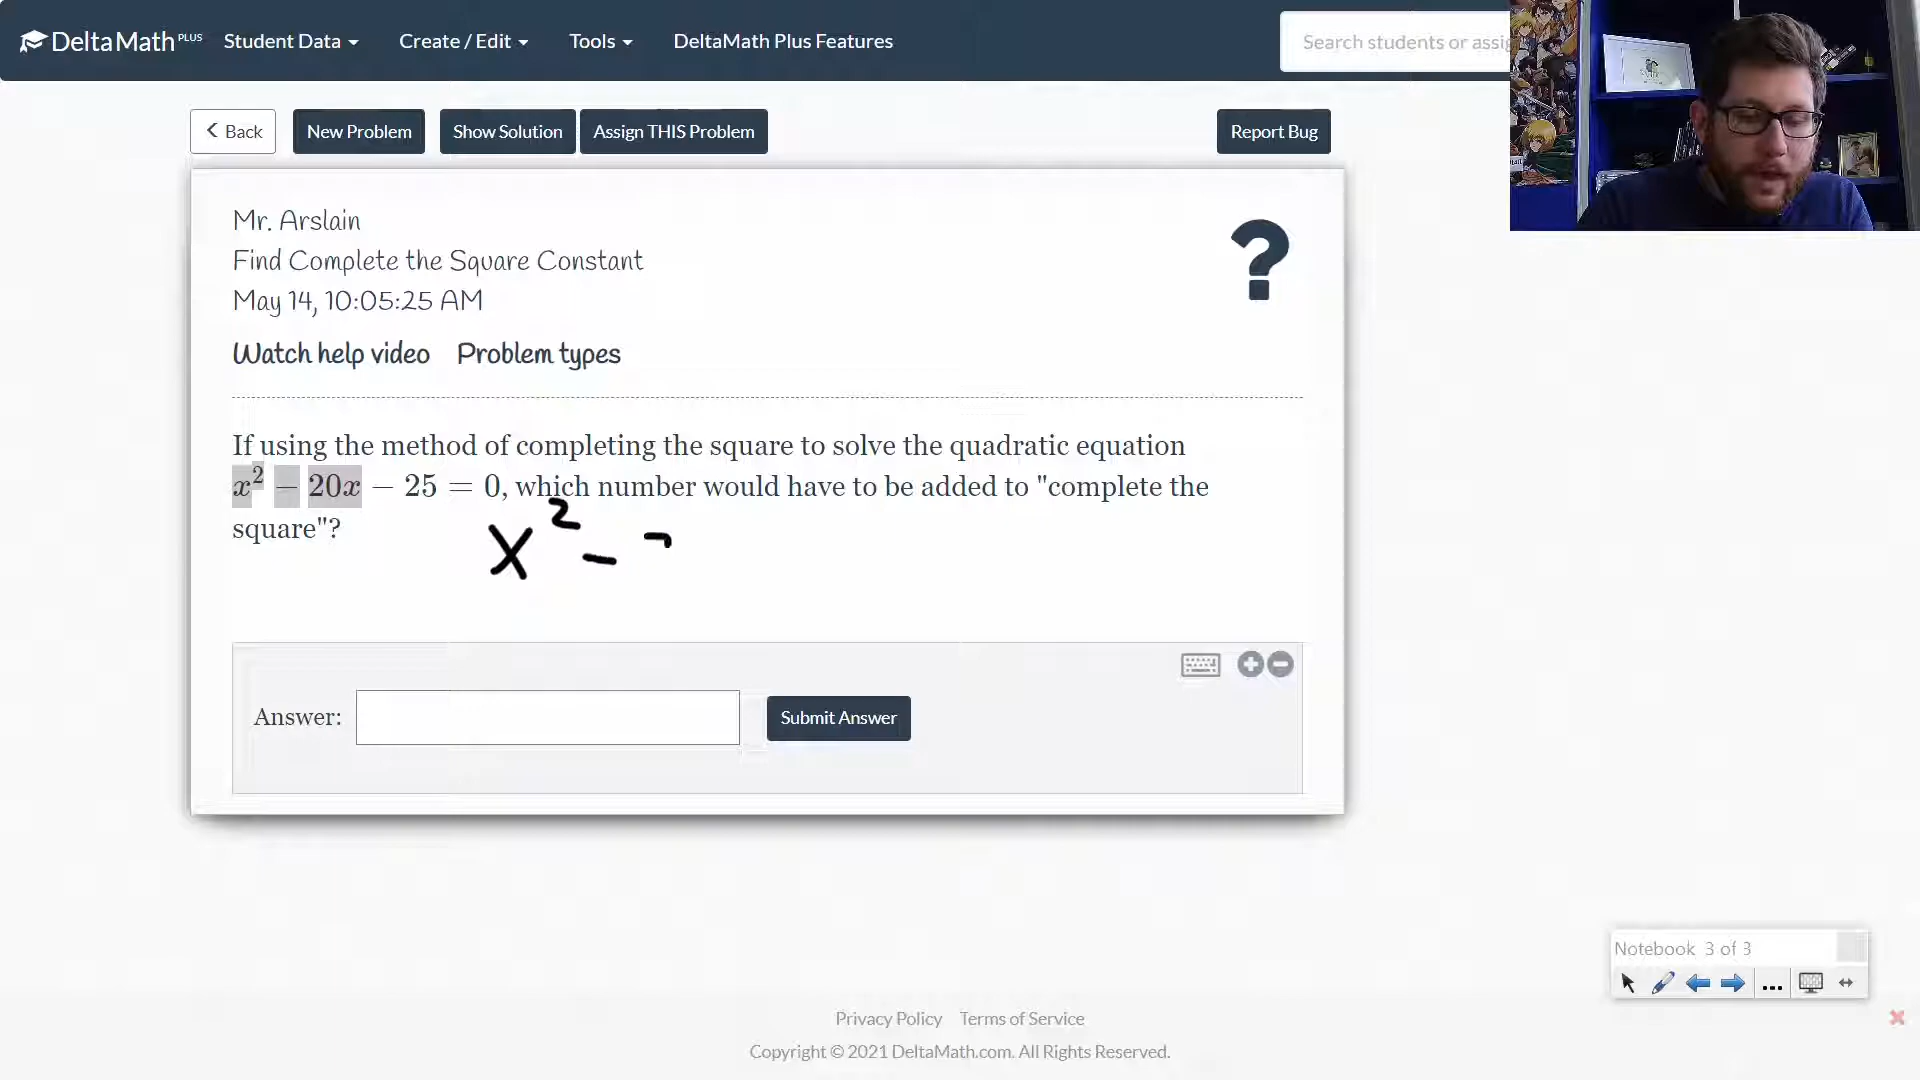 DeltaMath PLUS Student Data Create / Edit Tools DeltaMath Plus Features Search students or assig
Back New Problem Show Solution Assign THIS Problem Report Bug
Mr. Arslain
Find Complete the Square Constant
May 14, 10:05:25 AM
?
Watch help video Problem types
If using the method of completing the square to solve the quadratic equation
x² − 20x − 25 = 0, which number would have to be added to "complete the
square"?
x² −
Answer: Submit Answer
Notebook 3 of 3
Privacy Policy Terms of Service
Copyright © 2021 DeltaMath.com. All Rights Reserved.